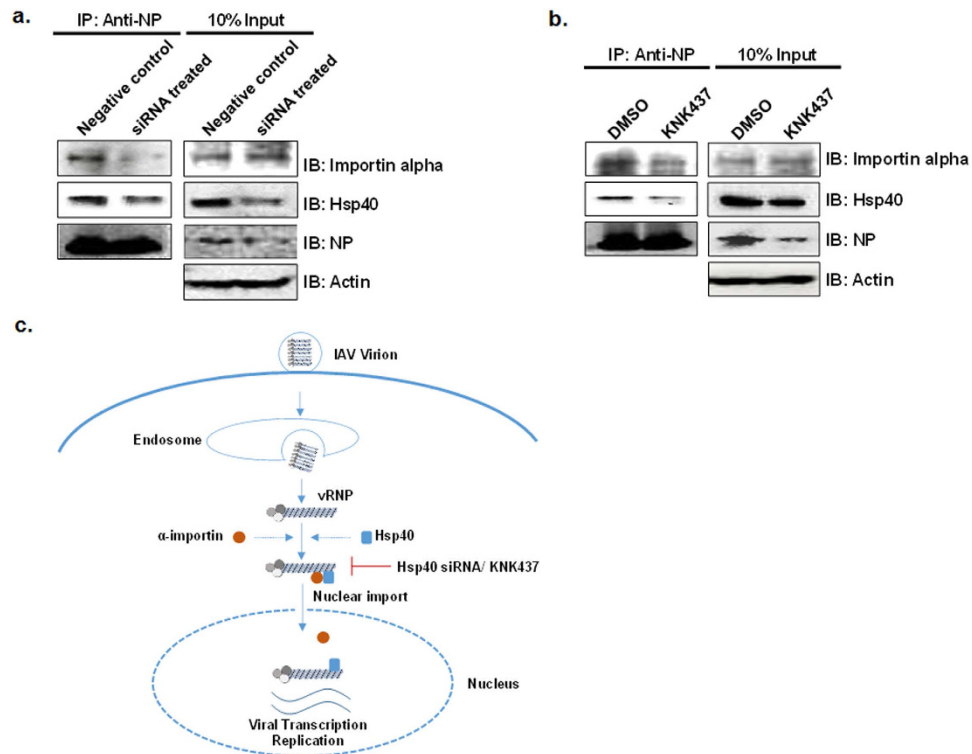 a.
IP: Anti-NP
10% Input
Negative control
siRNA treated
Negative control
siRNA treated
IB: Importin alpha
IB: Hsp40
IB: NP
IB: Actin
b.
IP: Anti-NP
10% Input
DMSO
KNK437
DMSO
KNK437
IB: Importin alpha
IB: Hsp40
IB: NP
IB: Actin
c.
IAV Virion
Endosome
vRNP
α-importin
Hsp40
Hsp40 siRNA/ KNK437
Nuclear import
Nucleus
Viral Transcription
Replication